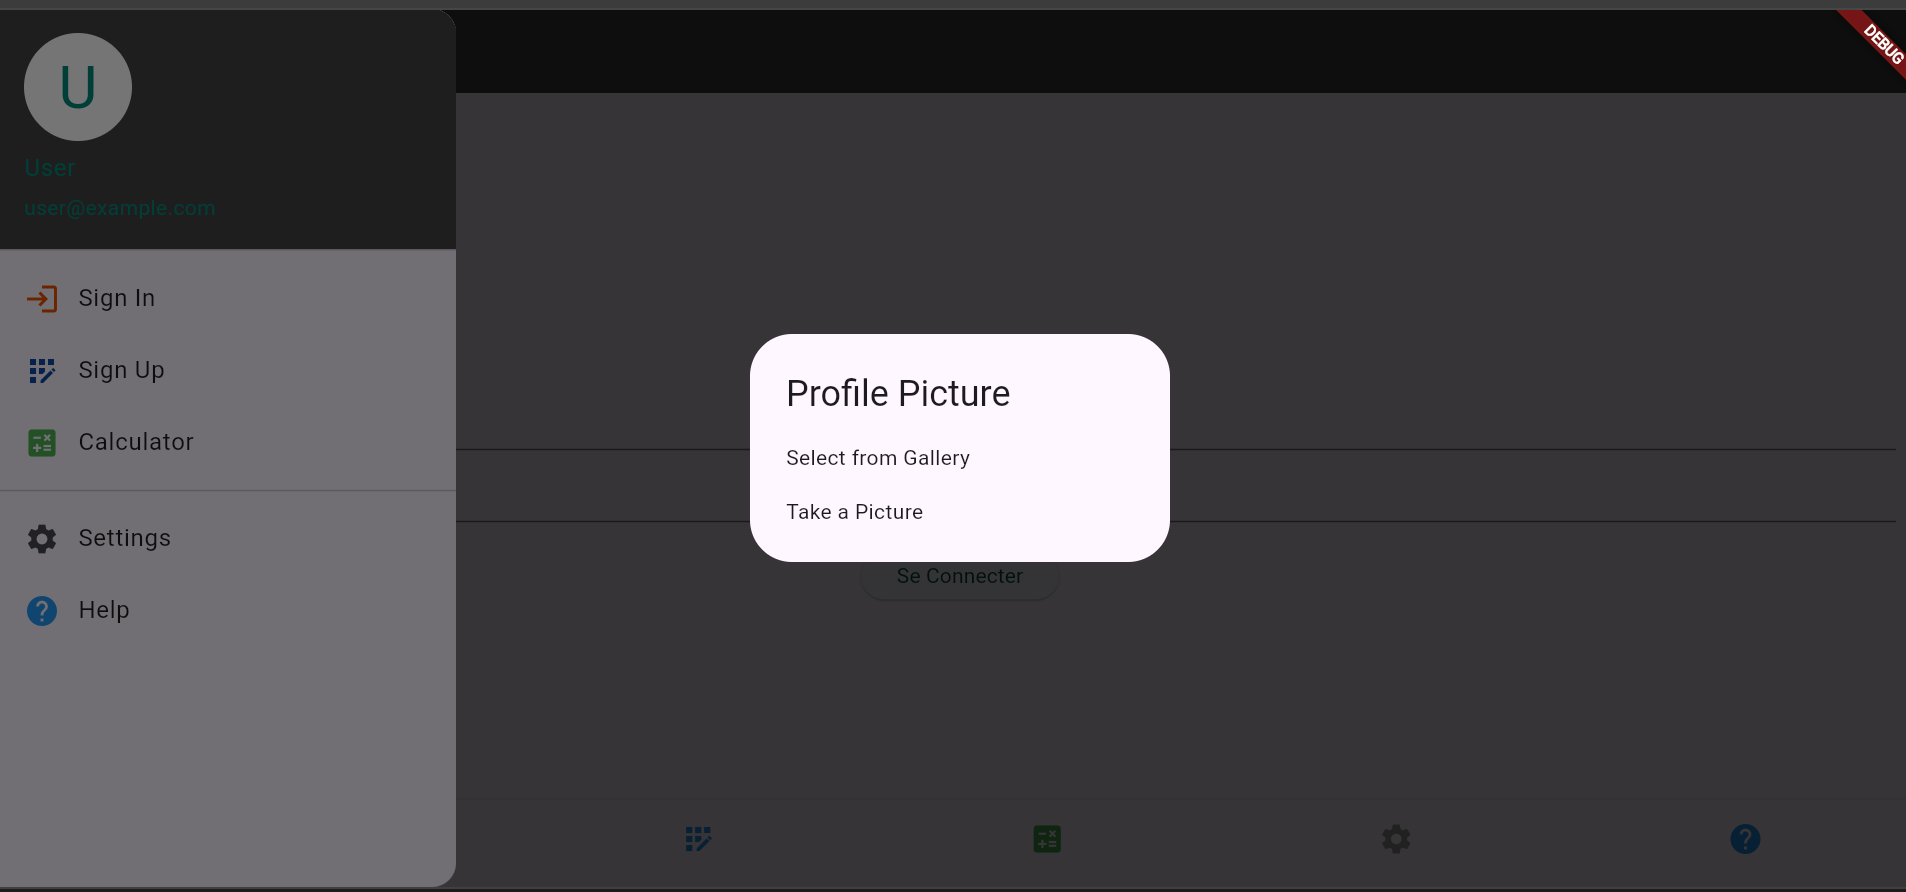 DEBUG
U
User
user@example.com
Sign In
Sign Up
Calculator
Settings
Help
Profile Picture
Select from Gallery
Take a Picture
Se Connecter